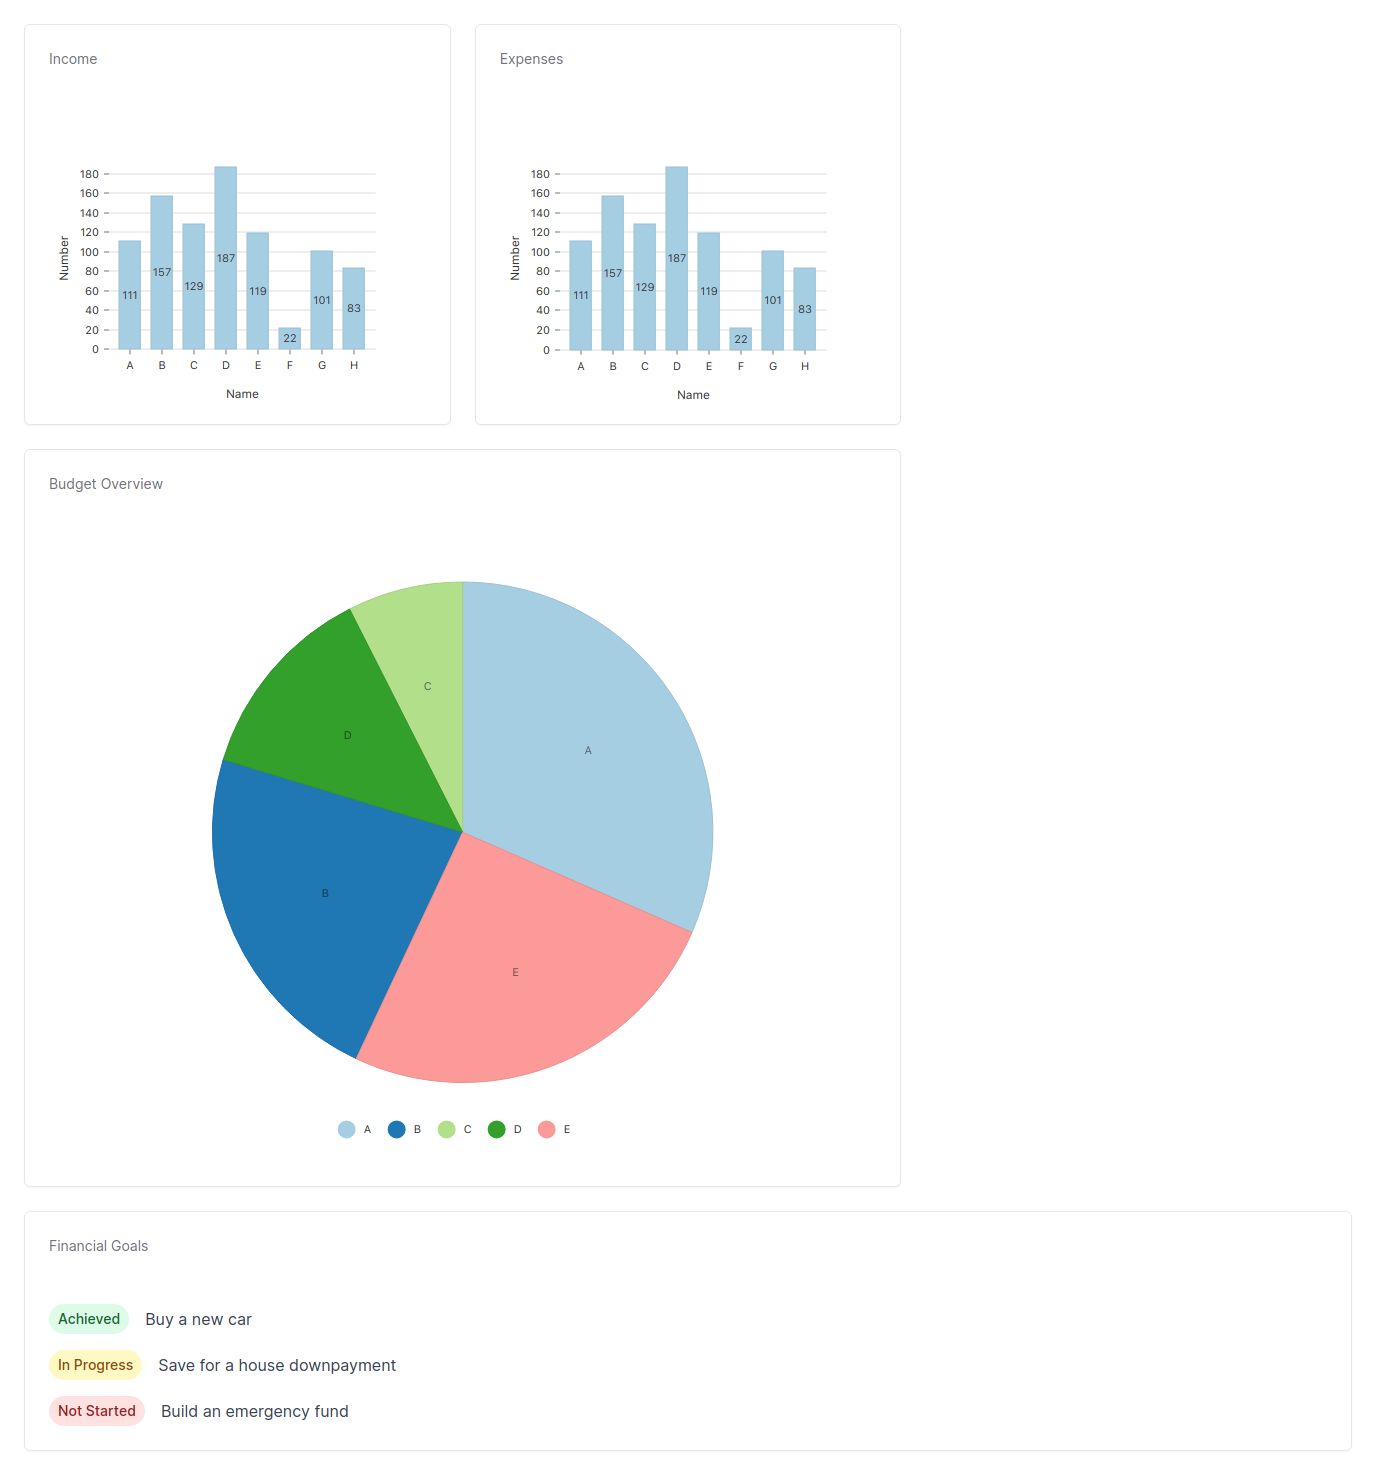 Income
180
160
140
120
100
80
60
40
20
0
Number
111
157
129
187
119
22
101
83
A B C D E F G H
Name
Expenses
180
160
140
120
100
80
60
40
20
0
Number
111
157
129
187
119
22
101
83
A B C D E F G H
Name
Budget Overview
C
D
A
B
E
A B C D E
Financial Goals
Achieved Buy a new car
In Progress Save for a house downpayment
Not Started Build an emergency fund